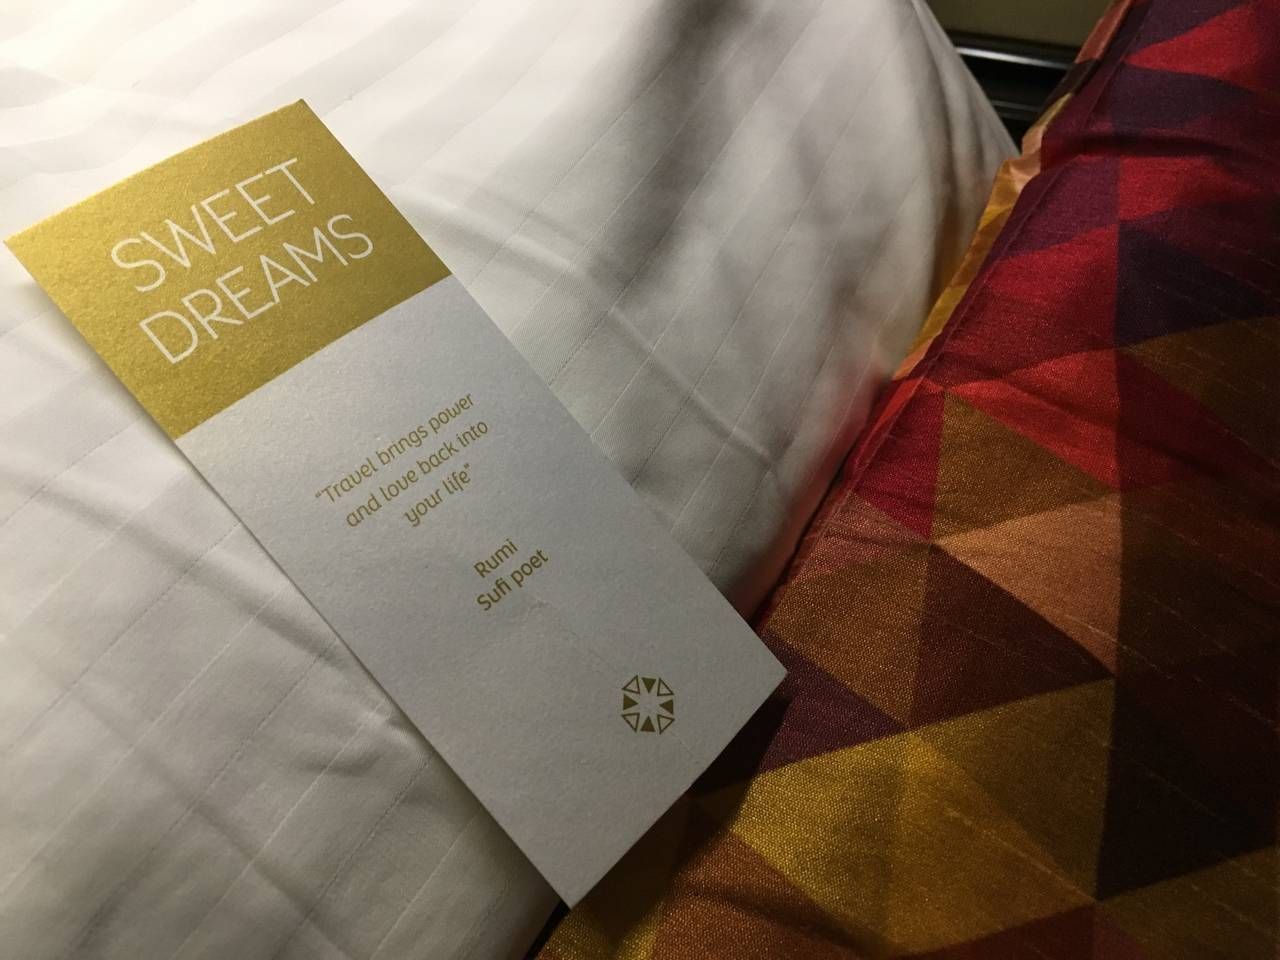 SWEET
DREAMS
“Travel brings power
and love back into
your life”
Rumi
Sufi poet